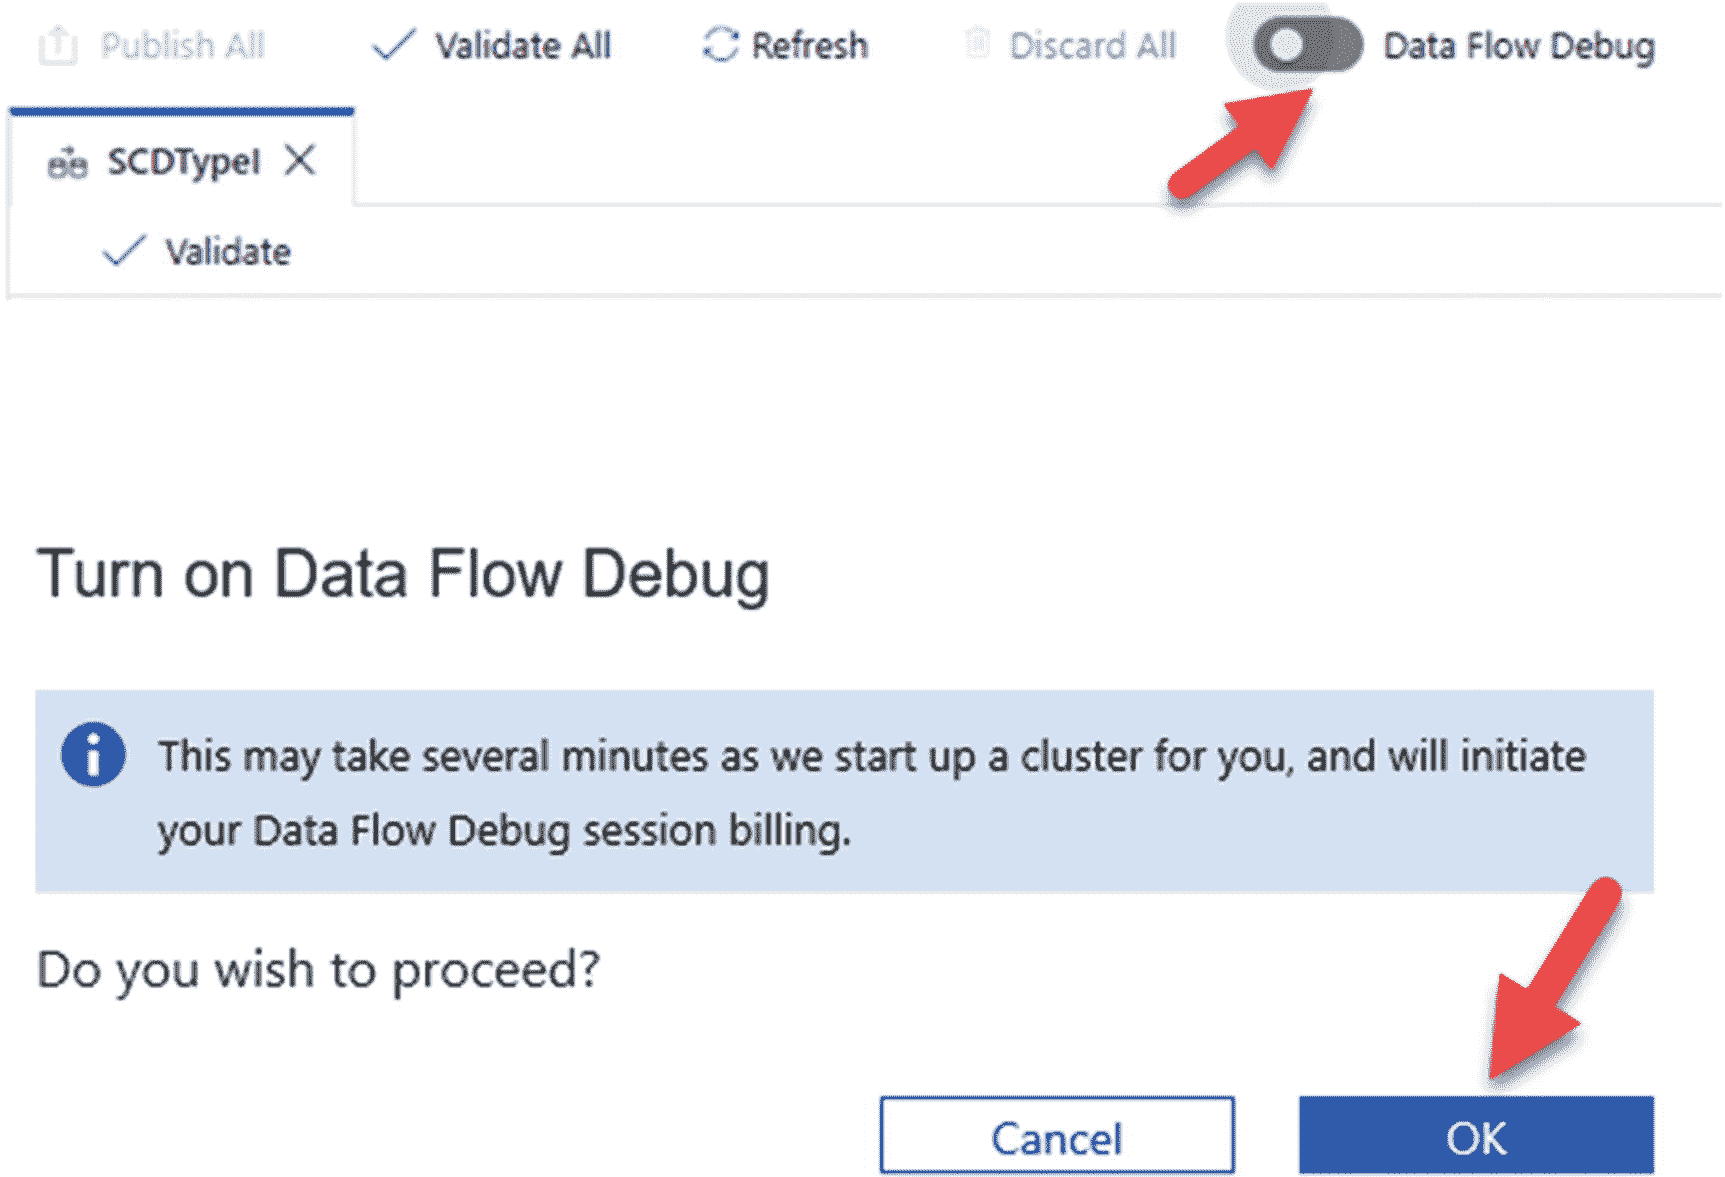 Publish All Validate All Refresh Discard All Data Flow Debug
SCDTypeI
Validate
Turn on Data Flow Debug
This may take several minutes as we start up a cluster for you, and will initiate
your Data Flow Debug session billing.
Do you wish to proceed?
Cancel OK